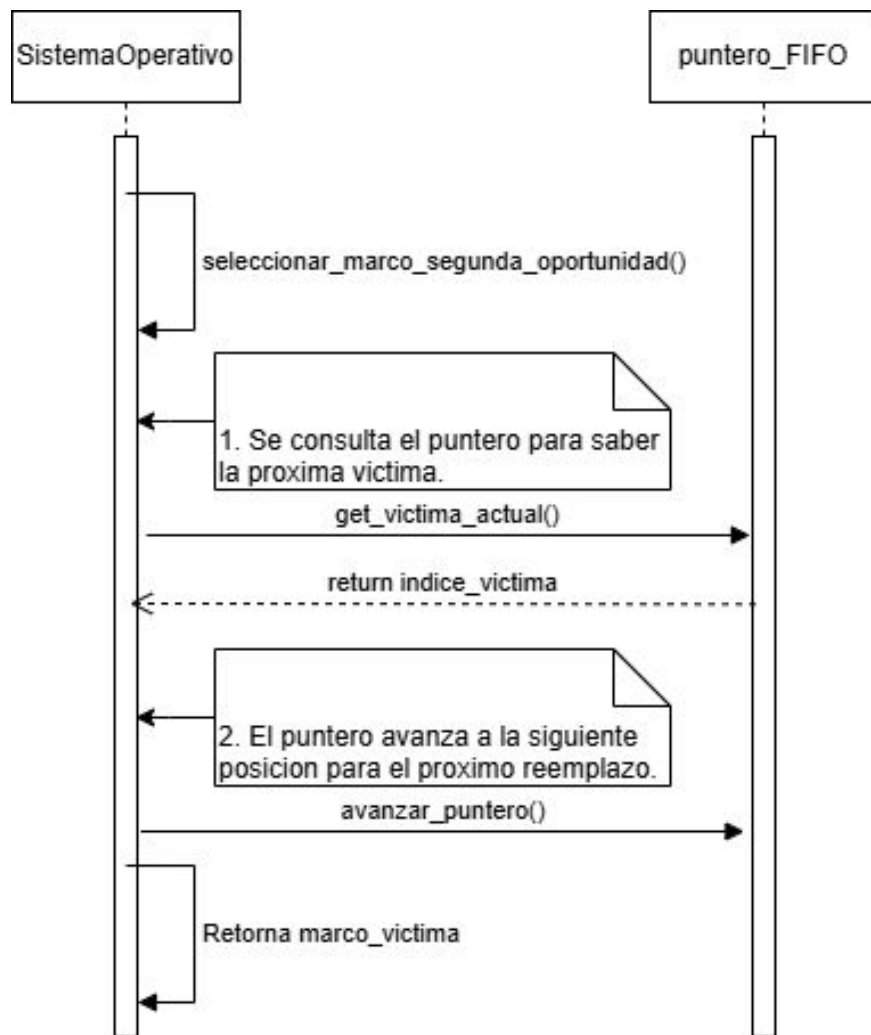 SistemaOperativo
puntero_FIFO
seleccionar_marco_segunda_oportunidad()
1. Se consulta el puntero para saber
la proxima victima.
get_victima_actual()
return indice_victima
2. El puntero avanza a la siguiente
posicion para el proximo reemplazo.
avanzar_puntero()
Retorna marco_victima